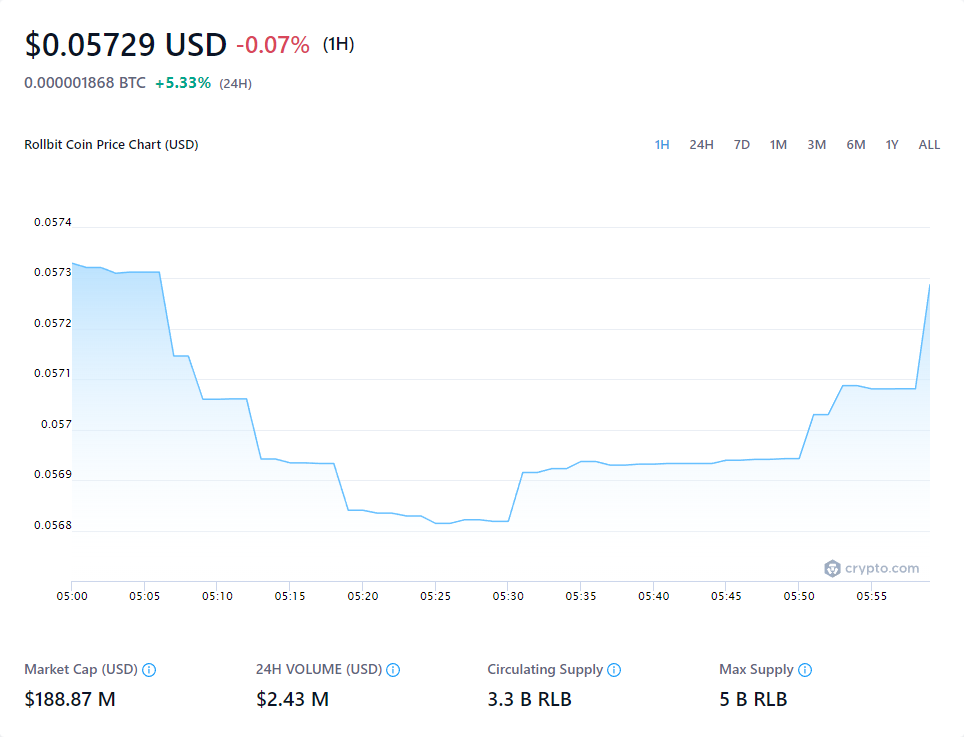 $0.05729 USD -0.07% (1H)
0.000001868 BTC +5.33% (24H)
Rollbit Coin Price Chart (USD) 1H 24H 7D 1M 3M 6M 1Y ALL
0.0574
0.0573
0.0572
0.0571
0.057
0.0569
0.0568
crypto.com
05:00 05:05 05:10 05:15 05:20 05:25 05:30 05:35 05:40 05:45 05:50 05:55
Market Cap (USD) 24H VOLUME (USD) Circulating Supply Max Supply
$188.87 M $2.43 M 3.3 B RLB 5 B RLB